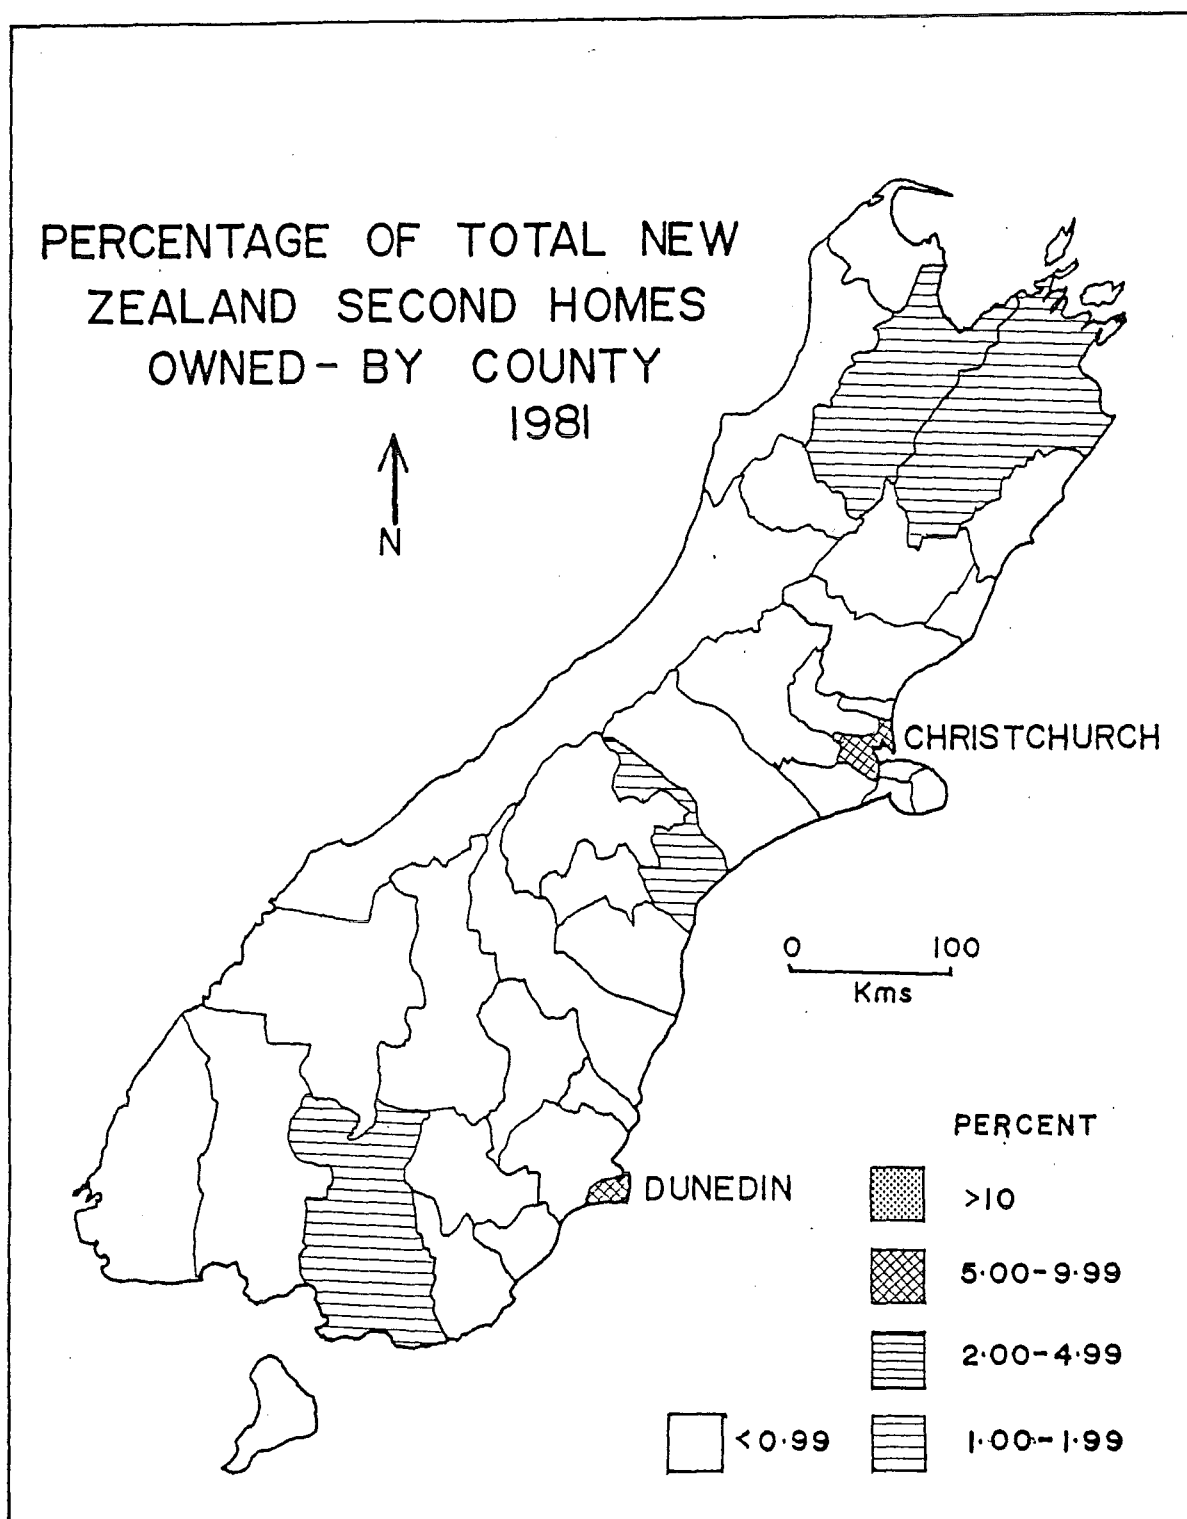 PERCENTAGE OF TOTAL NEW
ZEALAND SECOND HOMES
OWNED-BY COUNTY
1981
N
CHRISTCHURCH
0 100
Kms
DUNEDIN
PERCENT
>10
5·00-9·99
2·00-4·99
<0·99
1·00-1·99